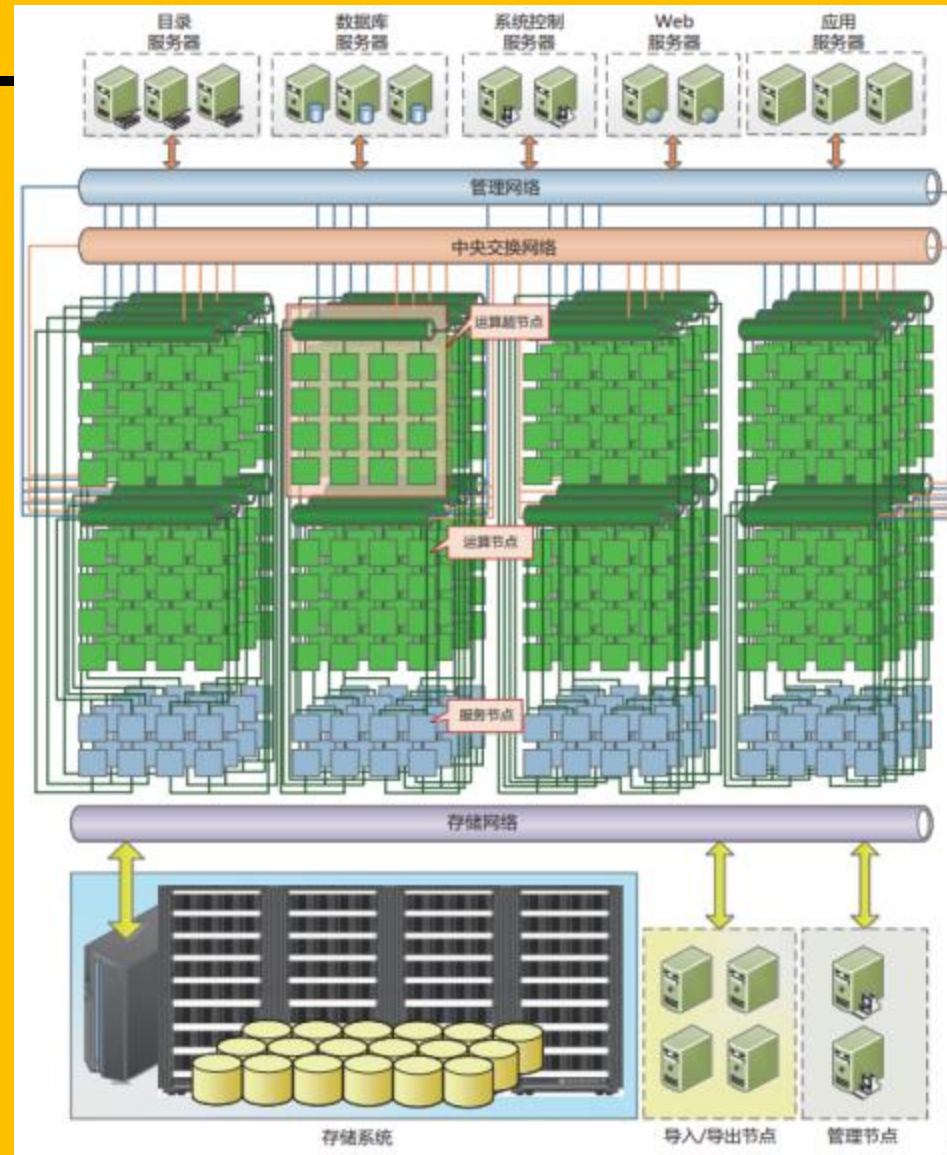 目录
服务器
数据库
服务器
系统控制
服务器
Web
服务器
应用
服务器
管理网络
中央交换网络
运算超节点
运算节点
服务节点
存储网络
存储系统
导入/导出节点
管理节点